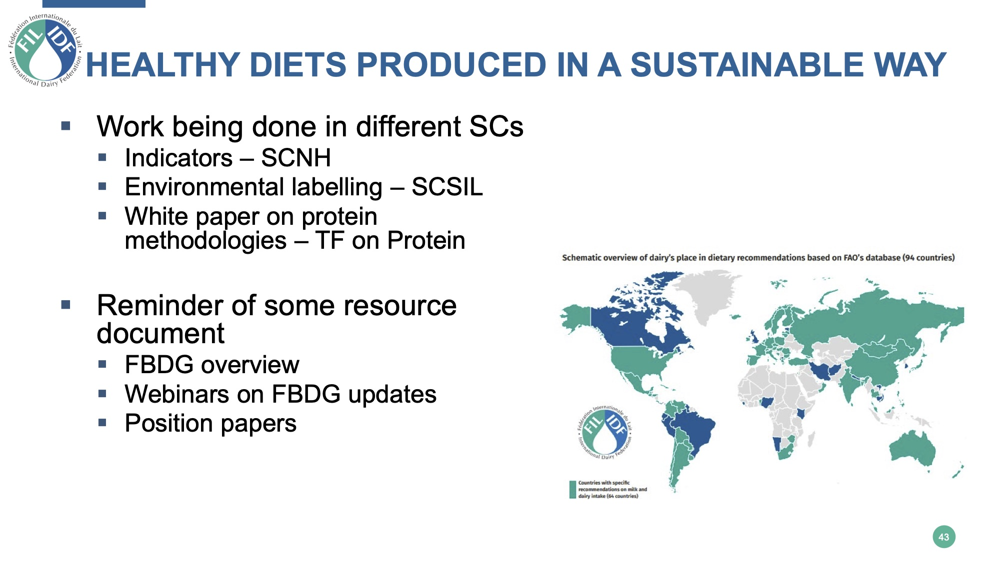 Fédération Internationale du Lait
FIL IDF
International Dairy Federation
HEALTHY DIETS PRODUCED IN A SUSTAINABLE WAY
Work being done in different SCs
Indicators – SCNH
Environmental labelling – SCSIL
White paper on protein
methodologies – TF on Protein
Reminder of some resource
document
FBDG overview
Webinars on FBDG updates
Position papers
Schematic overview of dairy's place in dietary recommendations based on FAO's database (94 countries)
Fédération Internationale du Lait
FIL IDF
International Dairy Federation
Countries with specific
recommendations on milk and
dairy intake (64 countries)
43